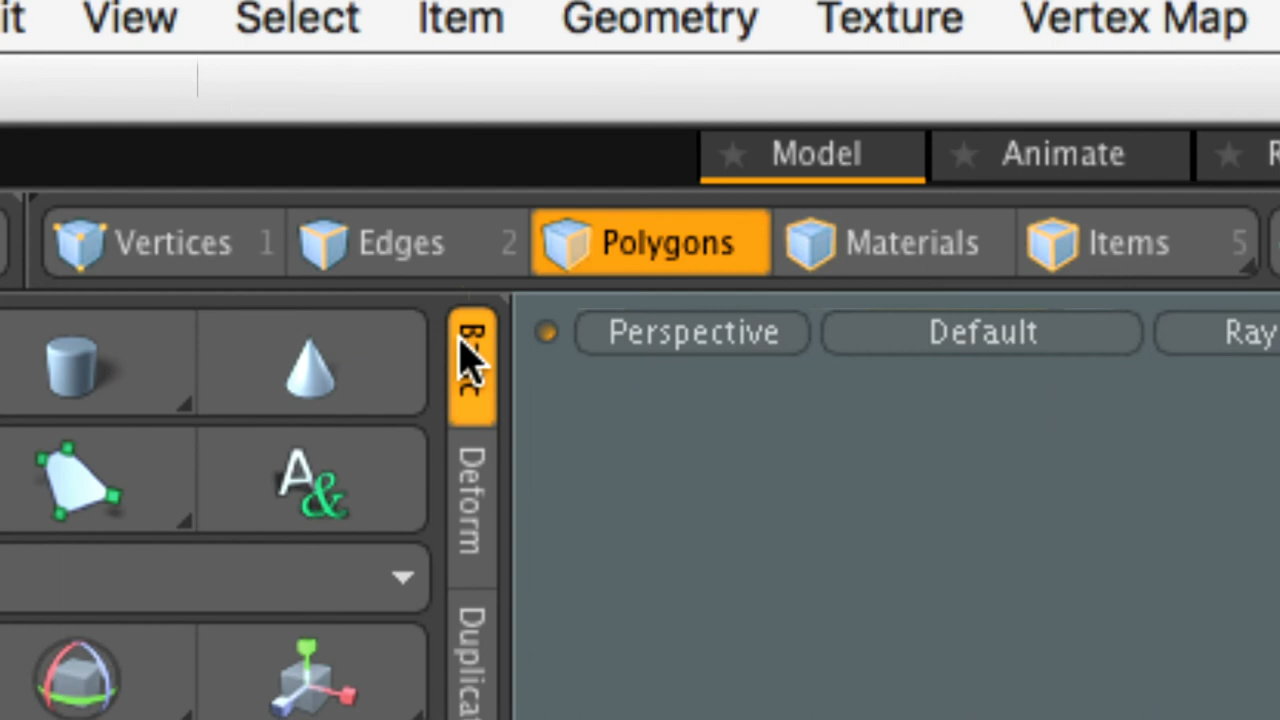 it View Select Item Geometry Texture Vertex Map
Model Animate R
Vertices 1 Edges 2 Polygons Materials Items 5
Perspective Default Ray
A&
Deform
Duplicat